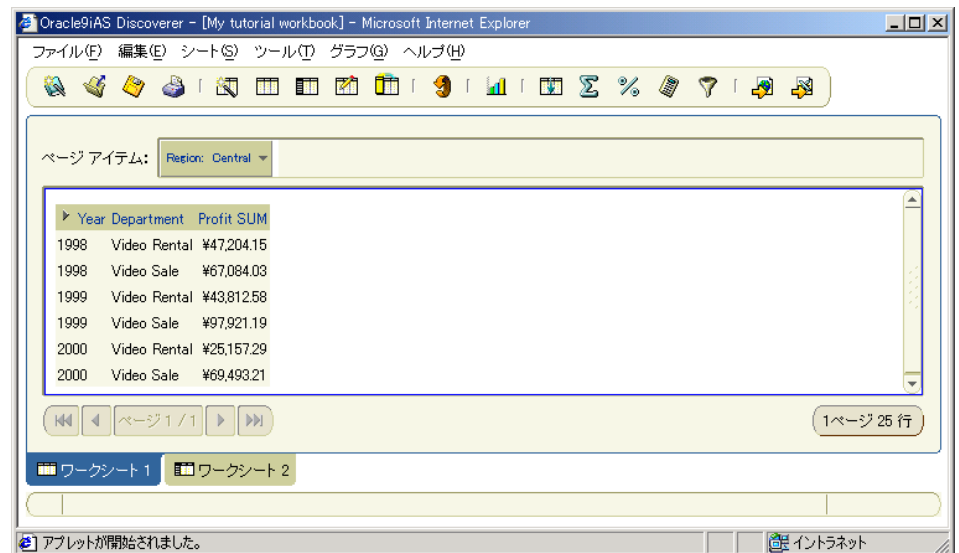 Oracle9iAS Discoverer - [My tutorial workbook] - Microsoft Internet Explorer
ファイル(F) 編集(E) シート(S) ツール(T) グラフ(G) ヘルプ(H)
ページ アイテム: Region: Central
Year Department Profit SUM
1998 Video Rental ¥47,204.15
1998 Video Sale ¥67,084.03
1999 Video Rental ¥43,812.58
1999 Video Sale ¥97,921.19
2000 Video Rental ¥25,157.29
2000 Video Sale ¥69,493.21
ページ 1 / 1 1ページ 25 行
ワークシート 1 ワークシート 2
アプレットが開始されました。 イントラネット